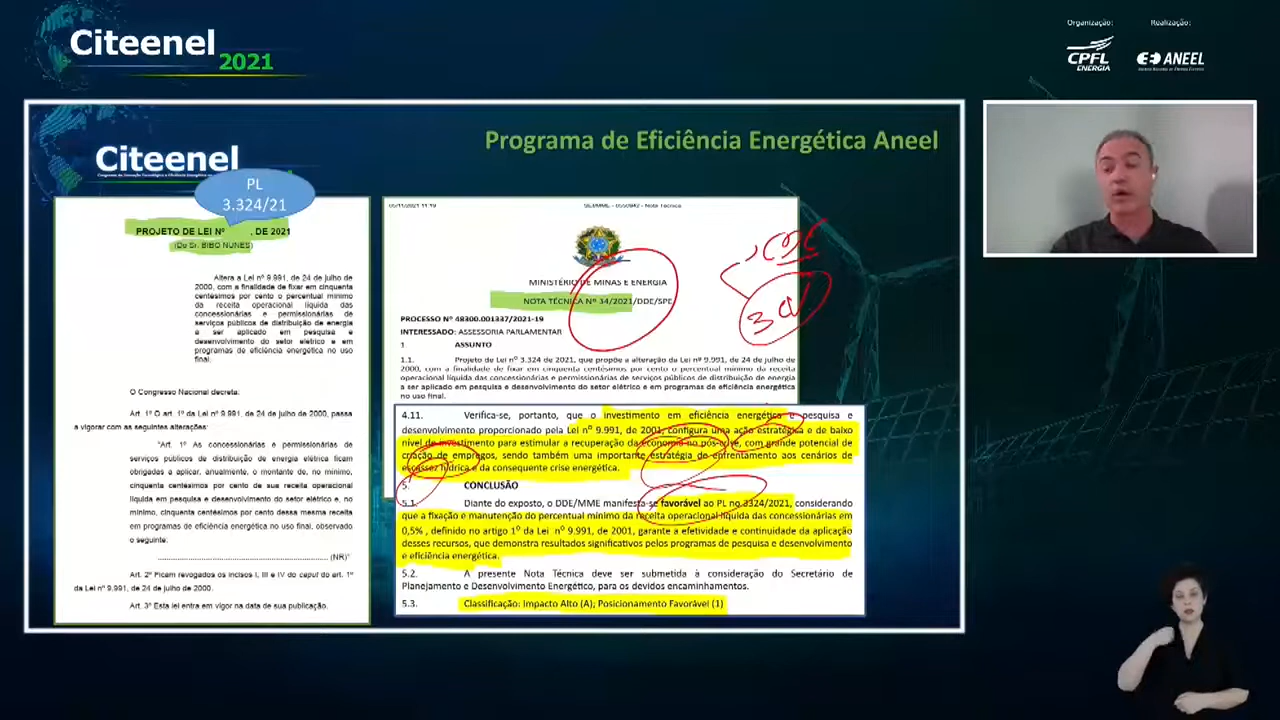 Citeenel
2021
Organização:
Realização:
CPFL
ENERGIA
ANEEL
Programa de Eficiência Energética Aneel
Citeenel
PL
3.324/21
PROJETO DE LEI Nº , DE 2021
(Do Sr. BIBO NUNES)
Altera a Lei nº 9.991, de 24 de julho de
2000, com a finalidade de fixar em cinquenta
centésimos por cento o percentual mínimo
da receita operacional líquida das
concessionárias e permissionárias de
serviços públicos de distribuição de energia
a ser aplicado em pesquisa e
desenvolvimento do setor elétrico e em
programas de eficiência energética no uso
final.
O Congresso Nacional decreta:
Art. 1º O art. 1º da Lei nº 9.991, de 24 de julho de 2000, passa
a vigorar com as seguintes alterações:
"Art. 1º As concessionárias e permissionárias de
serviços públicos de distribuição de energia elétrica ficam
obrigadas a aplicar, anualmente, o montante de, no mínimo,
cinquenta centésimos por cento de sua receita operacional
líquida em pesquisa e desenvolvimento do setor elétrico e, no
mínimo, cinquenta centésimos por cento dessa mesma receita
em programas de eficiência energética no uso final, observado
o seguinte:
(NR)"
Art. 2º Ficam revogados os incisos I, III e IV do caput do art. 1º
da Lei nº 9.991, de 24 de julho de 2000.
Art. 3º Esta lei entra em vigor na data de sua publicação.
05/11/2021 11:19
SEI/MME - 0559842 - Nota Técnica
MINISTÉRIO DE MINAS E ENERGIA
NOTA TÉCNICA Nº 34/2021/DDE/SPE
PROCESSO Nº 48300.001337/2021-19
INTERESSADO: ASSESSORIA PARLAMENTAR
1 ASSUNTO
1.1. Projeto de Lei nº 3.324 de 2021, que propõe a alteração da Lei nº 9.991, de 24 de julho de
2000, com a finalidade de fixar em cinquenta centésimos por cento o percentual mínimo da receita
operacional líquida das concessionárias e permissionárias de serviços públicos de distribuição de energia
a ser aplicado em pesquisa e desenvolvimento do setor elétrico e em programas de eficiência energética
no uso final.
4.11. Verifica-se, portanto, que o investimento em eficiência energética e pesquisa e
desenvolvimento proporcionado pela Lei nº 9.991, de 2001, configura uma ação estratégica e de baixo
nível de investimento para estimular a recuperação da economia no pós-crise, com grande potencial de
criação de empregos, sendo também uma importante estratégia de enfrentamento aos cenários de
escassez hídrica e da consequente crise energética.
5. CONCLUSÃO
5.1. Diante do exposto, o DDE/MME manifesta-se favorável ao PL no 3324/2021, considerando
que a fixação e manutenção do percentual mínimo da receita operacional líquida das concessionárias em
0,5% , definido no artigo 1º da Lei nº 9.991, de 2001, garante a efetividade e continuidade da aplicação
desses recursos, que demonstra resultados significativos pelos programas de pesquisa e desenvolvimento
e eficiência energética.
5.2. A presente Nota Técnica deve ser submetida à consideração do Secretário de
Planejamento e Desenvolvimento Energético, para os devidos encaminhamentos.
5.3. Classificação: Impacto Alto (A); Posicionamento Favorável (1)